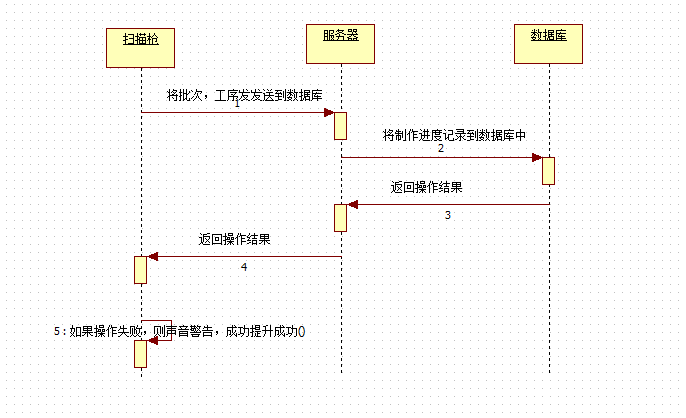 扫描枪
服务器
数据库
将批次，工序发发送到数据库
1
将制作进度记录到数据库中
2
返回操作结果
3
返回操作结果
4
5：如果操作失败，则声音警告，成功提升成功()